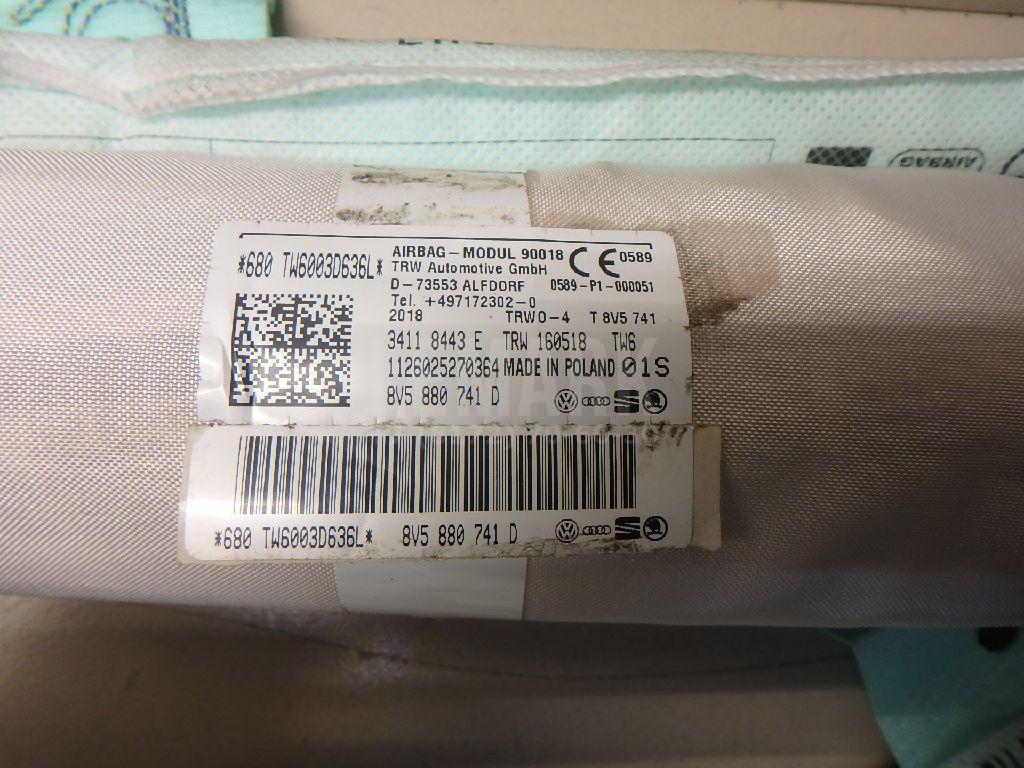 AIRBAG
*680 TW6003D636L*
AIRBAG-MODUL 90018
TRW Automotive GmbH
D-73553 ALFDORF
Tel. +497172302-0
2018 TRWO-4 T 8V5 741
CE 0589
0589-P1-000051
3411 8443 E TRW 160518 TW6
1126025270364 MADE IN POLAND 01S
8V5 880 741 D
*680 TW6003D636L* 8V5 880 741 D